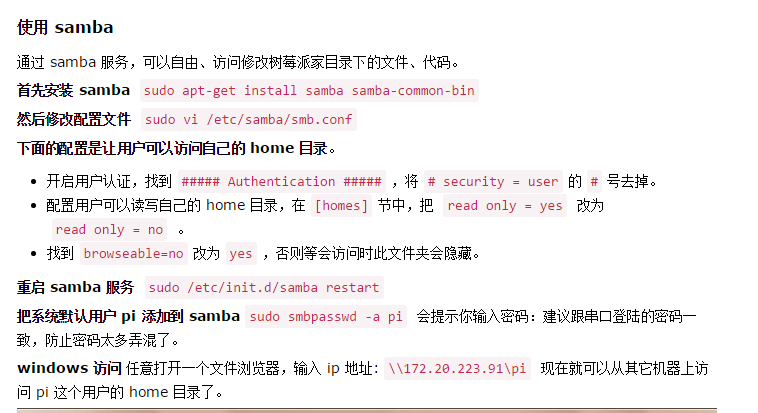 使用 samba
通过 samba 服务，可以自由、访问修改树莓派家目录下的文件、代码。
首先安装 samba sudo apt-get install samba samba-common-bin
然后修改配置文件 sudo vi /etc/samba/smb.conf
下面的配置是让用户可以访问自己的 home 目录。
• 开启用户认证，找到 ##### Authentication ##### ，将 # security = user 的 # 号去掉。
• 配置用户可以读写自己的 home 目录，在 [homes] 节中，把 read only = yes 改为
read only = no 。
• 找到 browseable=no 改为 yes ，否则等会访问时此文件夹会隐藏。
重启 samba 服务 sudo /etc/init.d/samba restart
把系统默认用户 pi 添加到 samba sudo smbpasswd -a pi 会提示你输入密码：建议跟串口登陆的密码一
致，防止密码太多弄混了。
windows 访问 任意打开一个文件浏览器，输入 ip 地址: \\172.20.223.91\pi 现在就可以从其它机器上访
问 pi 这个用户的 home 目录了。